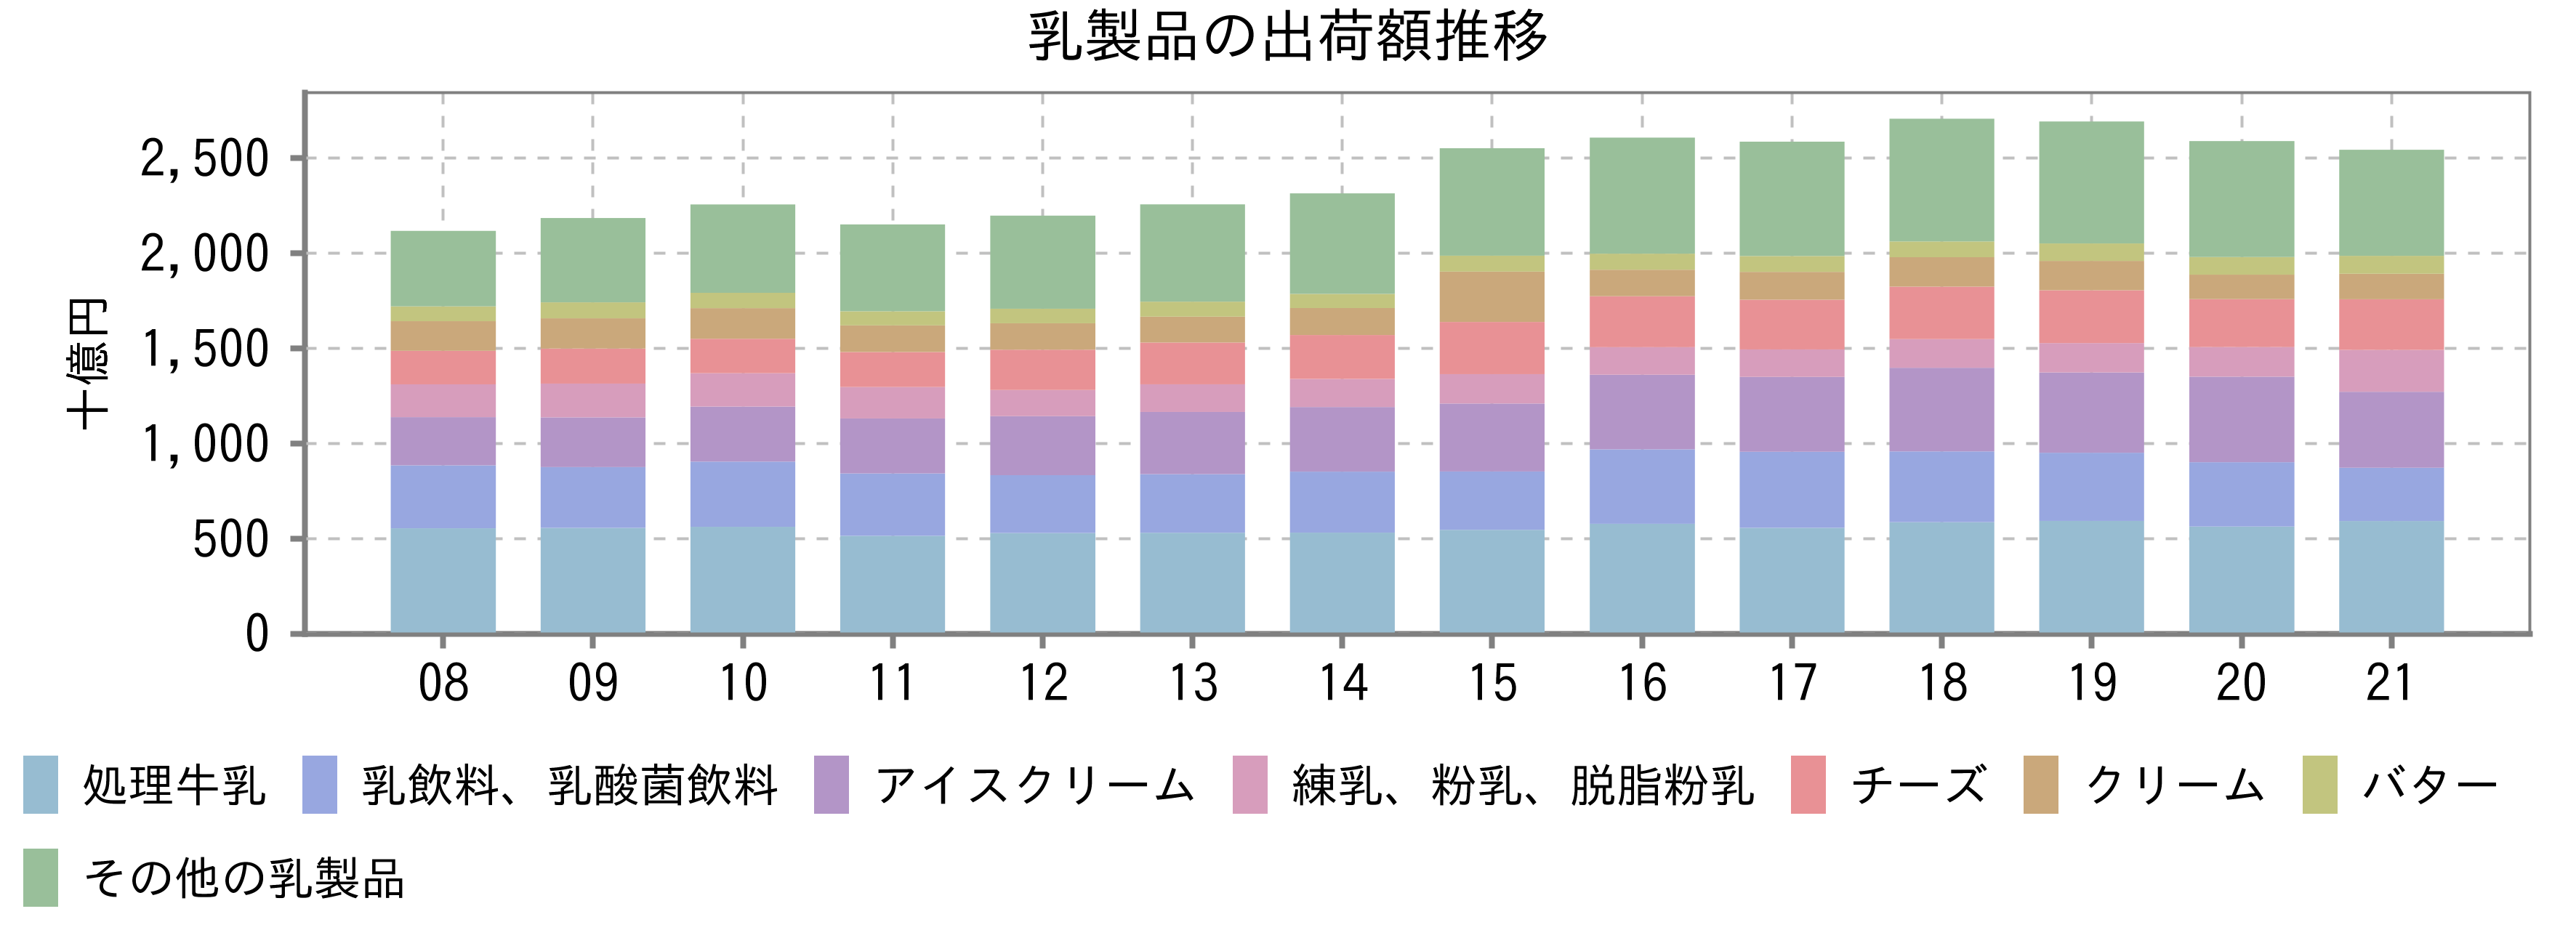 乳製品の出荷額推移
十億円
2,500
2,000
1,500
1,000
500
0
08 09 10 11 12 13 14 15 16 17 18 19 20 21
処理牛乳 乳飲料、乳酸菌飲料 アイスクリーム 練乳、粉乳、脱脂粉乳 チーズ クリーム バター
その他の乳製品